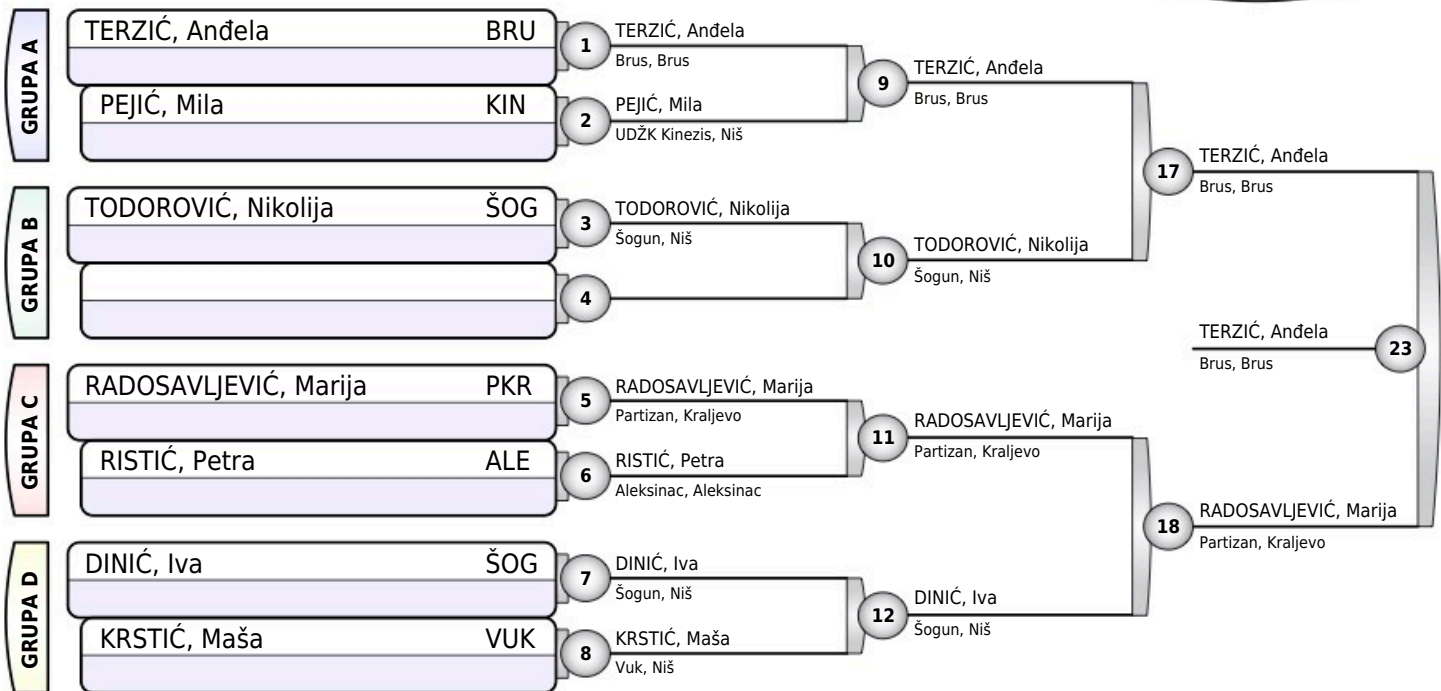 GRUPA A
TERZIĆ, Anđela BRU
PEJIĆ, Mila KIN
GRUPA B
TODOROVIĆ, Nikolija ŠOG
GRUPA C
RADOSAVLJEVIĆ, Marija PKR
RISTIĆ, Petra ALE
GRUPA D
DINIĆ, Iva ŠOG
KRSTIĆ, Maša VUK
1
TERZIĆ, Anđela
Brus, Brus
2
PEJIĆ, Mila
UDŽK Kinezis, Niš
3
TODOROVIĆ, Nikolija
Šogun, Niš
4
5
RADOSAVLJEVIĆ, Marija
Partizan, Kraljevo
6
RISTIĆ, Petra
Aleksinac, Aleksinac
7
DINIĆ, Iva
Šogun, Niš
8
KRSTIĆ, Maša
Vuk, Niš
9
TERZIĆ, Anđela
Brus, Brus
10
TODOROVIĆ, Nikolija
Šogun, Niš
11
RADOSAVLJEVIĆ, Marija
Partizan, Kraljevo
12
DINIĆ, Iva
Šogun, Niš
17
TERZIĆ, Anđela
Brus, Brus
18
RADOSAVLJEVIĆ, Marija
Partizan, Kraljevo
TERZIĆ, Anđela
Brus, Brus
23